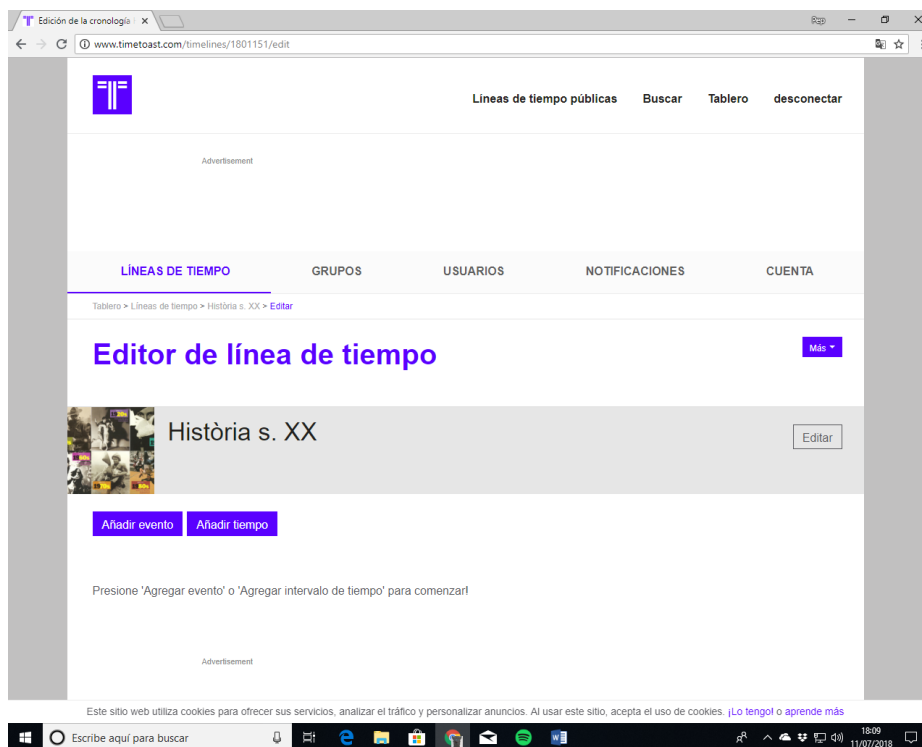 Edición de la cronología
Rep
www.timetoast.com/timelines/1801151/edit
Líneas de tiempo públicas Buscar Tablero desconectar
Advertisement
LÍNEAS DE TIEMPO GRUPOS USUARIOS NOTIFICACIONES CUENTA
Tablero > Líneas de tiempo > Història s. XX > Editar
Editor de línea de tiempo
Más
Història s. XX
Editar
Añadir evento Añadir tiempo
Presione 'Agregar evento' o 'Agregar intervalo de tiempo' para comenzar!
Advertisement
Este sitio web utiliza cookies para ofrecer sus servicios, analizar el tráfico y personalizar anuncios. Al usar este sitio, acepta el uso de cookies. ¡Lo tengo! o aprende más
Escribe aquí para buscar
18:09
11/07/2018